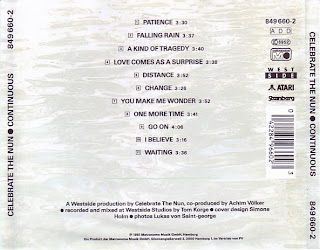 849 660-2
CELEBRATE THE NUN ● CONTINUOUS
PATIENCE 3:30
FALLING RAIN 3:37
A KIND OF TRAGEDY 3:40
LOVE COMES AS A SURPRISE 3:38
DISTANCE 3:52
CHANGE 3:26
YOU MAKE ME WONDER 3:52
ONE MORE TIME 3:41
GO ON 4:06
I BELIEVE 3:16
WAITING 3:36
A Westside production by Celebrate The Nun, co-produced by Achim Völker
● recorded and mixed at Westside Studios by Tom Korge ● cover design Simone
Holm ● photos Lukas von Saint-george
849 660-2
ADD
WEST
SIDE
ATARI
Steinberg
CELEBRATE THE NUN ● CONTINUOUS
849 660-2